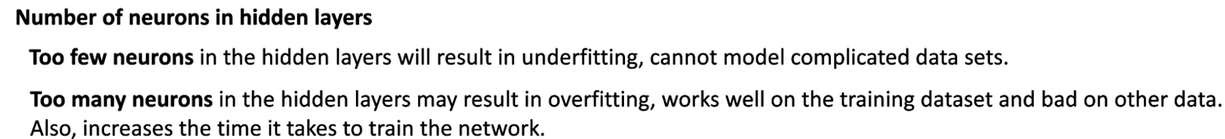 Number of neurons in hidden layers
Too few neurons in the hidden layers will result in underfitting, cannot model complicated data sets.
Too many neurons in the hidden layers may result in overfitting, works well on the training dataset and bad on other data.
Also, increases the time it takes to train the network.